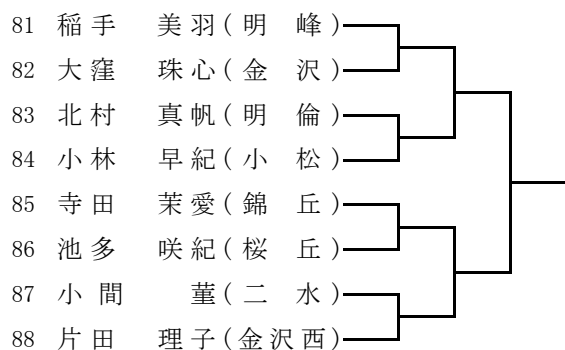 81 稲手 美羽(明 峰)
82 大窪 珠心(金 沢)
83 北村 真帆(明 倫)
84 小林 早紀(小 松)
85 寺田 茉愛(錦 丘)
86 池多 咲紀(桜 丘)
87 小間 菫(二 水)
88 片田 理子(金沢西)